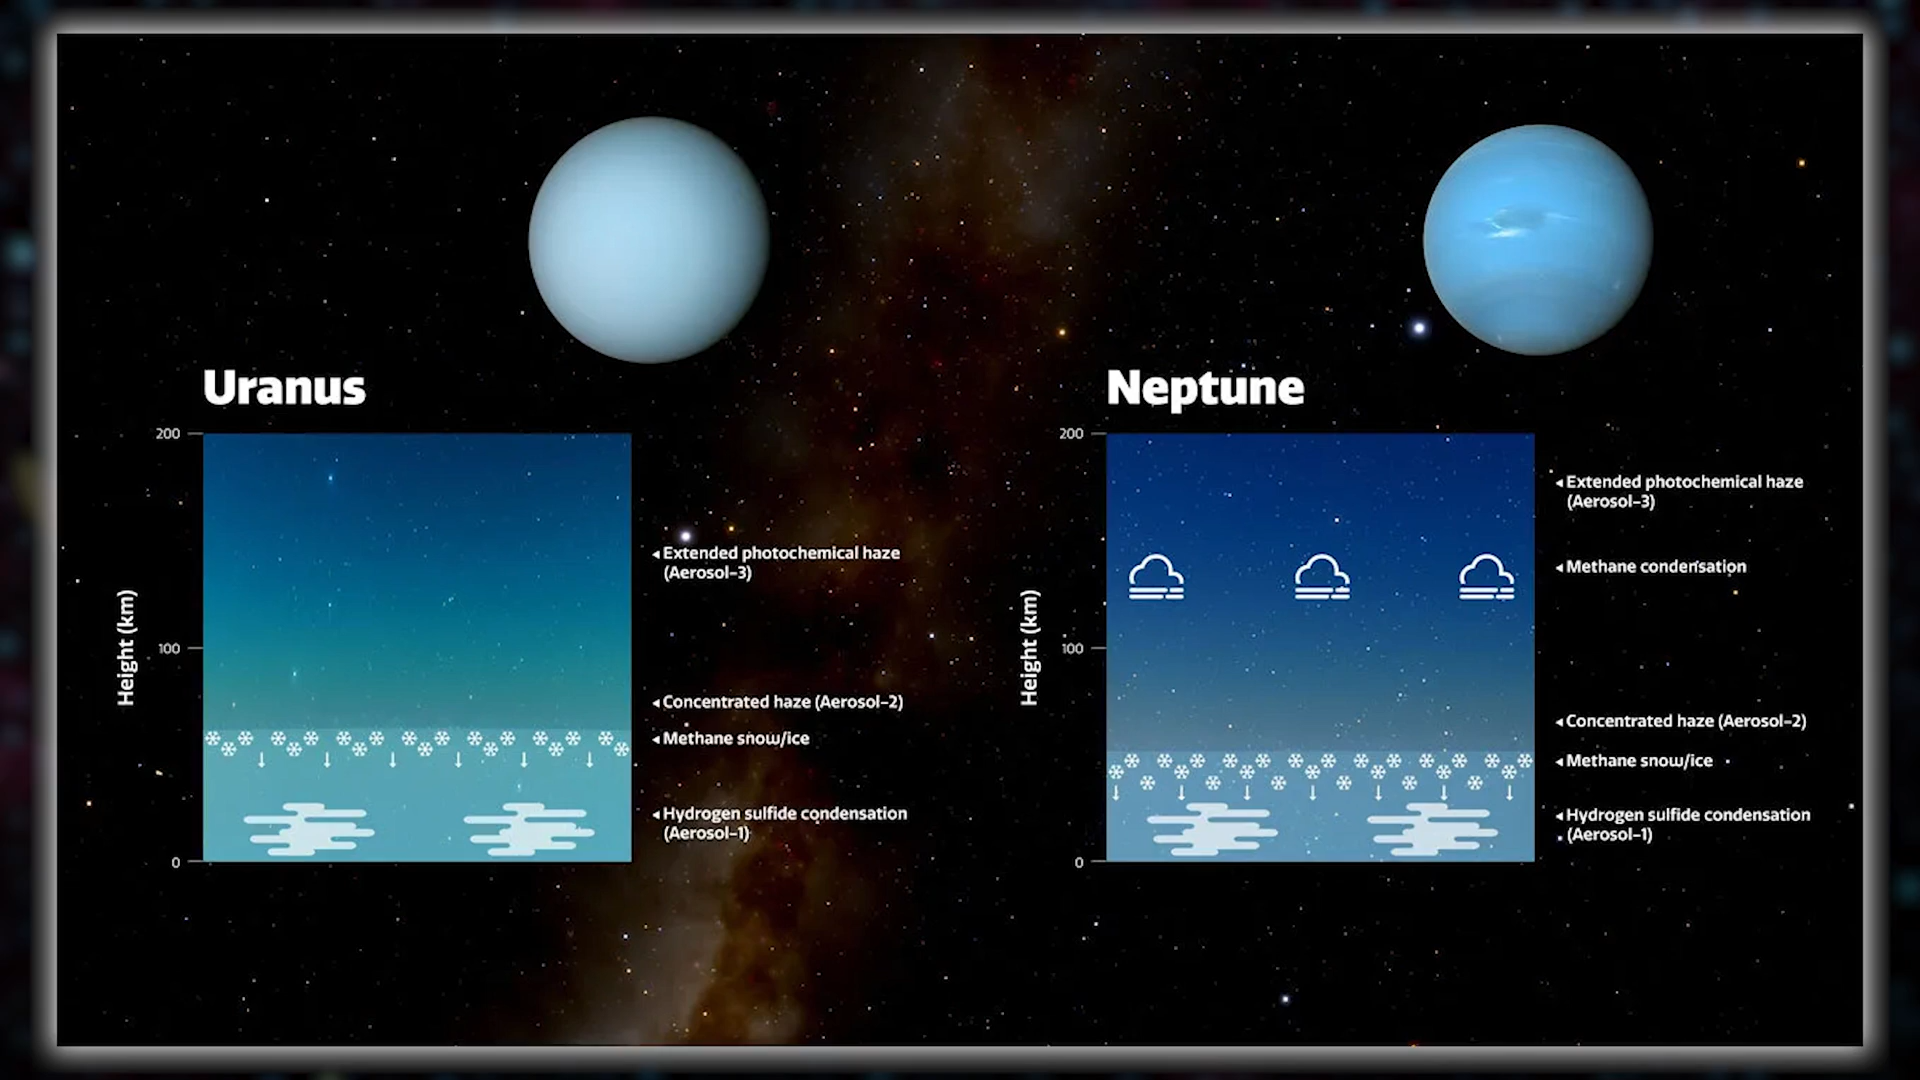 Uranus
200
100
0
Height (km)
Extended photochemical haze
(Aerosol-3)
Concentrated haze (Aerosol-2)
Methane snow/ice
Hydrogen sulfide condensation
(Aerosol-1)
Neptune
200
100
0
Height (km)
Extended photochemical haze
(Aerosol-3)
Methane condensation
Concentrated haze (Aerosol-2)
Methane snow/ice
Hydrogen sulfide condensation
(Aerosol-1)